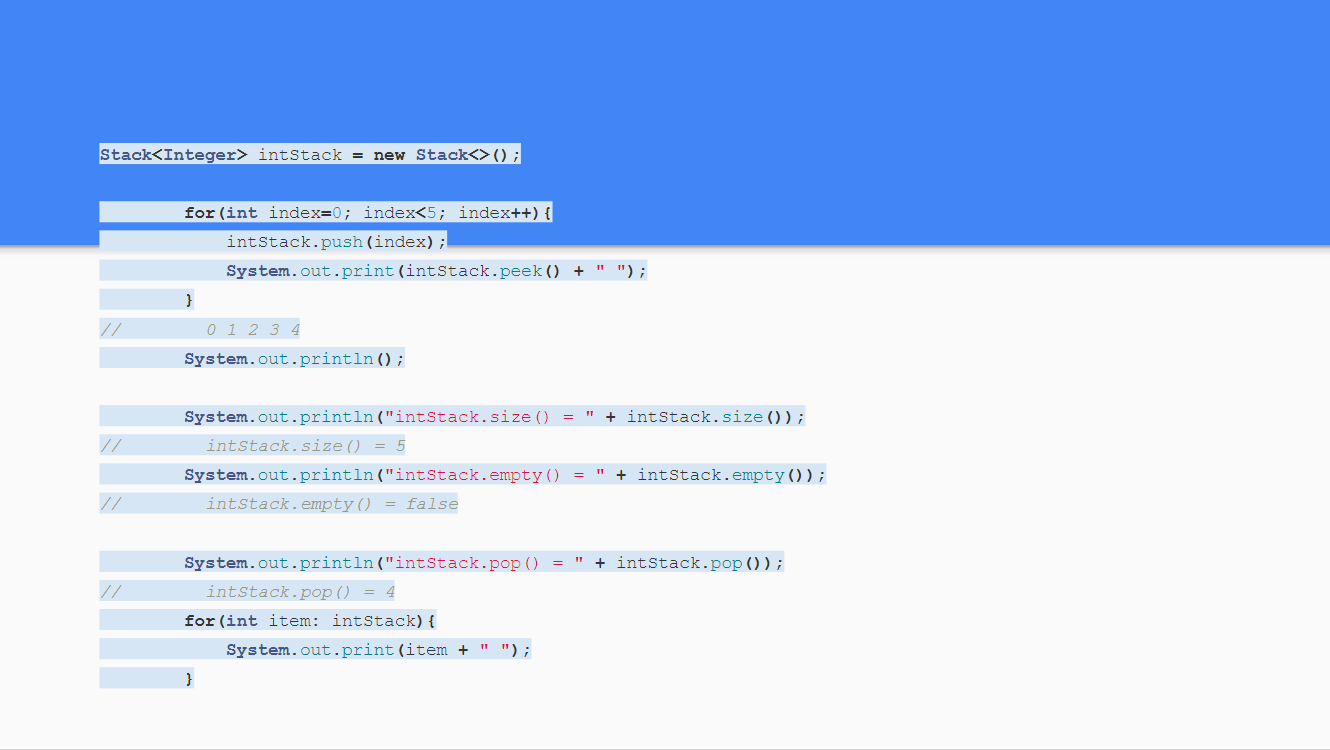 Stack<Integer> intStack = new Stack<>();
for(int index=0; index<5; index++){
intStack.push(index);
System.out.print(intStack.peek() + " ");
}
// 0 1 2 3 4
System.out.println();
System.out.println("intStack.size() = " + intStack.size());
// intStack.size() = 5
System.out.println("intStack.empty() = " + intStack.empty());
// intStack.empty() = false
System.out.println("intStack.pop() = " + intStack.pop());
// intStack.pop() = 4
for(int item: intStack){
System.out.print(item + " ");
}